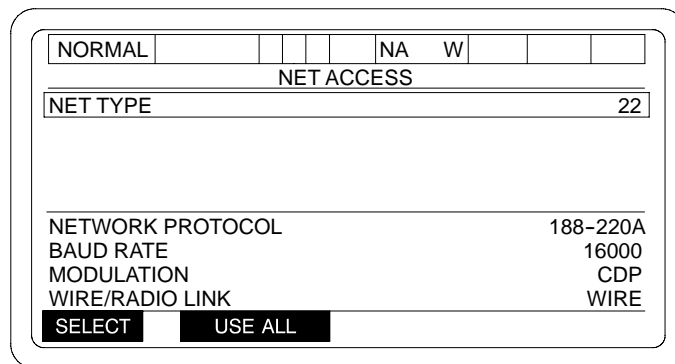 NORMAL NA W
NET ACCESS
NET TYPE 22
NETWORK PROTOCOL 188-220A
BAUD RATE 16000
MODULATION CDP
WIRE/RADIO LINK WIRE
SELECT USE ALL